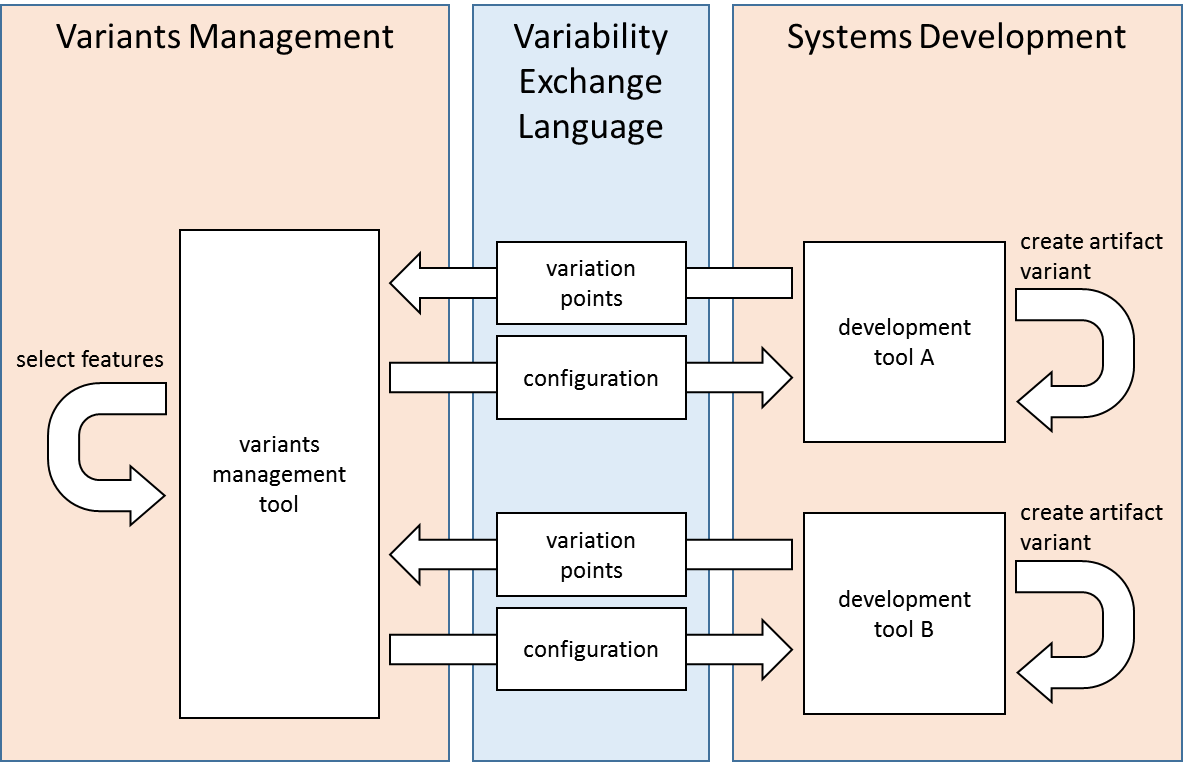 Variants Management
Variability
Exchange
Language
Systems Development
select features
variants
management
tool
variation
points
configuration
variation
points
configuration
development
tool A
create artifact
variant
development
tool B
create artifact
variant